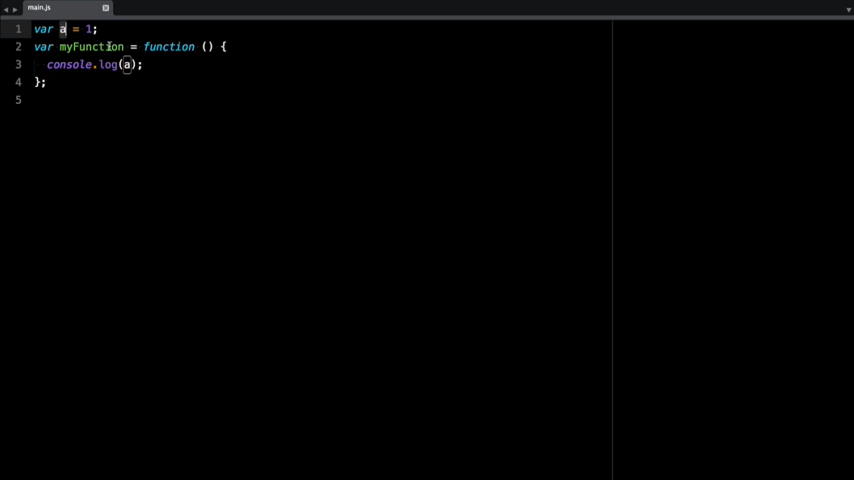 main.js
1 var a = 1;
2 var myFunction = function () {
3   console.log(a);
4 };
5